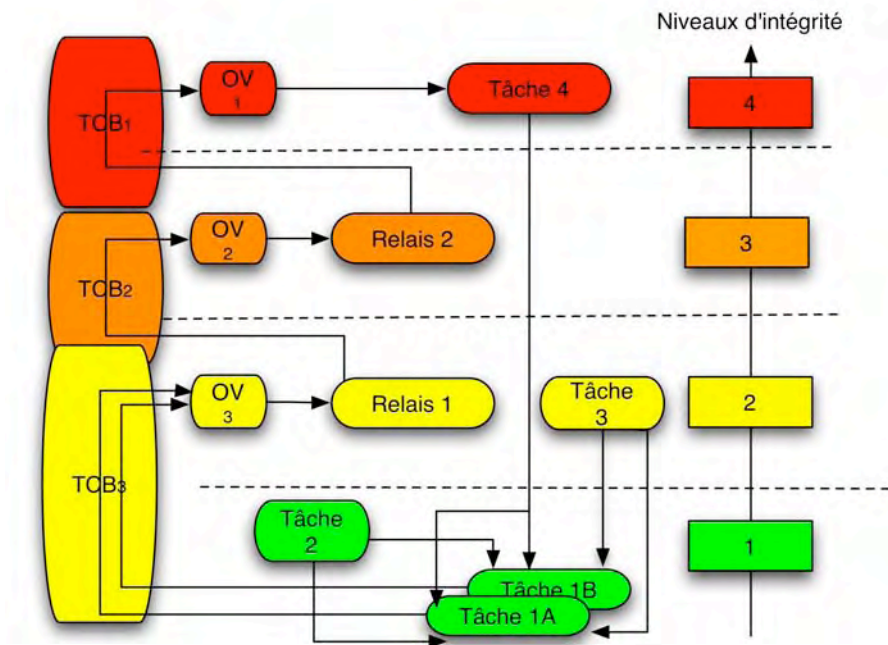 Niveaux d'intégrité
TCB1
OV
1
Tâche 4
4
TCB2
OV
2
Relais 2
3
TCB3
OV
3
Relais 1
Tâche
3
2
Tâche
2
1
Tâche 1B
Tâche 1A